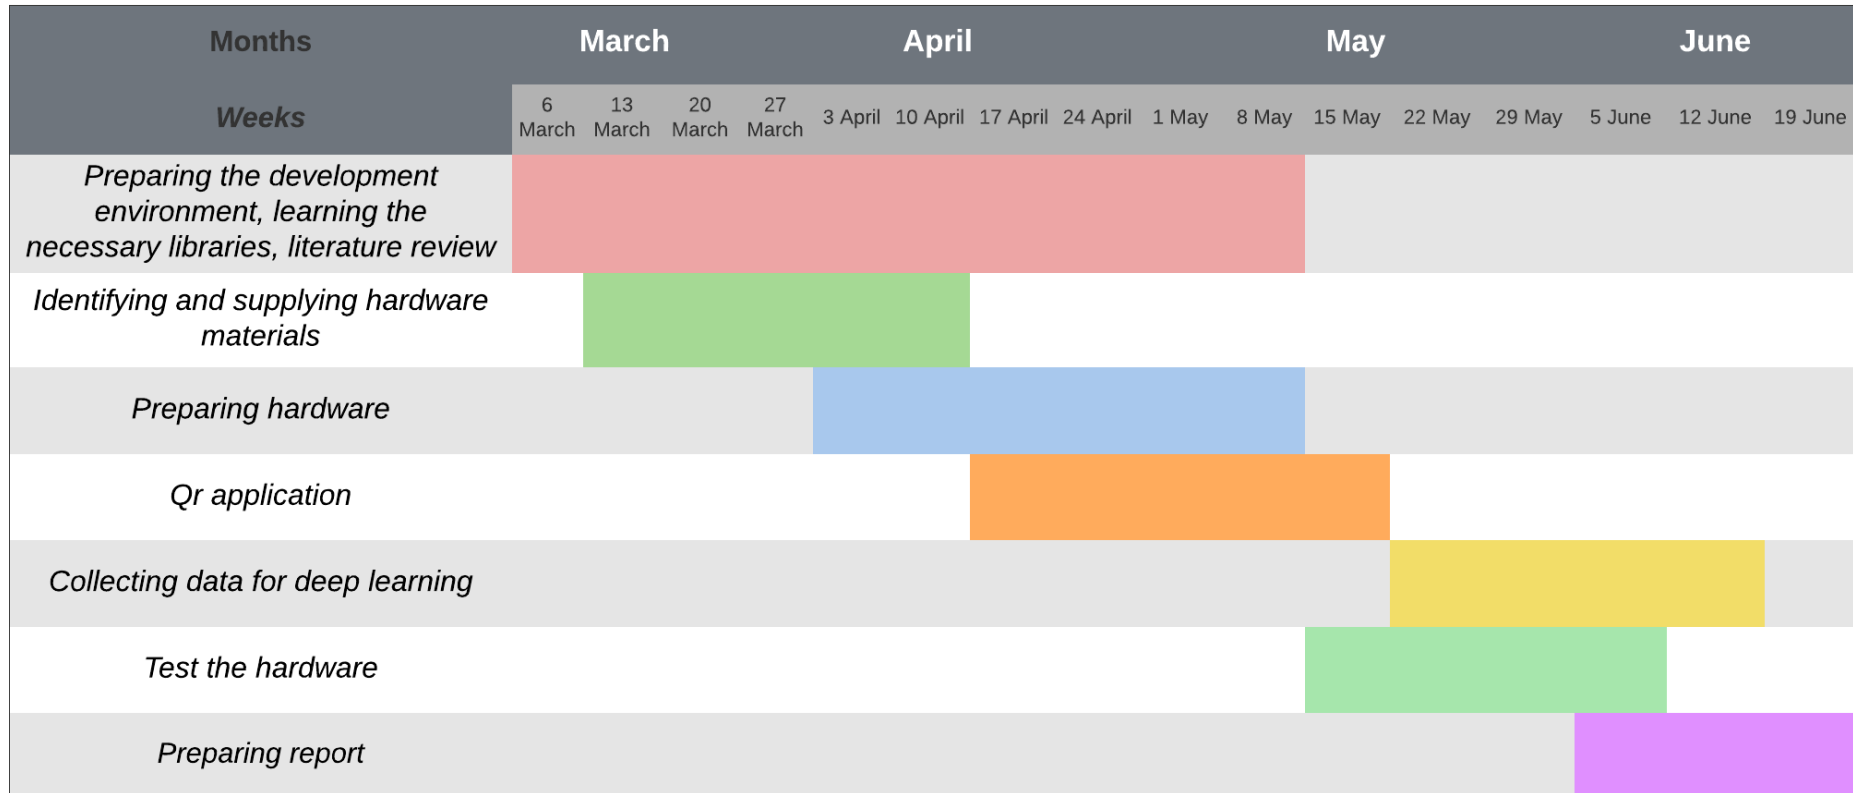 Months March April May June
Weeks 6 March 13 March 20 March 27 March 3 April 10 April 17 April 24 April 1 May 8 May 15 May 22 May 29 May 5 June 12 June 19 June
Preparing the development
environment, learning the
necessary libraries, literature review
Identifying and supplying hardware
materials
Preparing hardware
Qr application
Collecting data for deep learning
Test the hardware
Preparing report